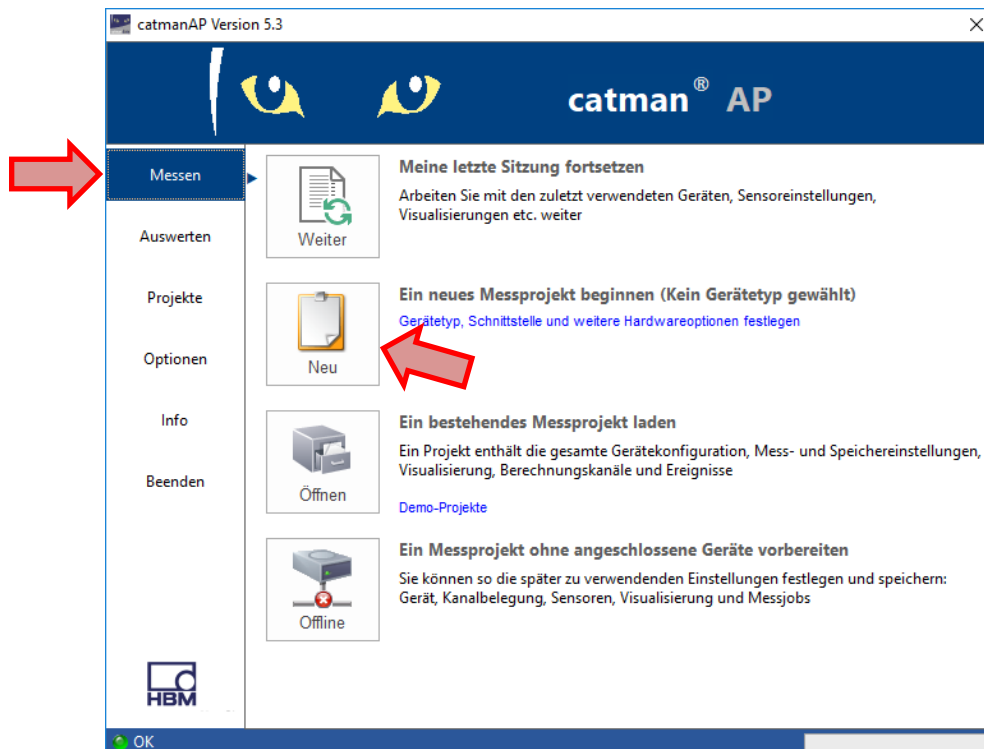 catmanAP Version 5.3
catman® AP
Messen
Auswerten
Projekte
Optionen
Info
Beenden
HBM
Weiter
Meine letzte Sitzung fortsetzen
Arbeiten Sie mit den zuletzt verwendeten Geräten, Sensoreinstellungen,
Visualisierungen etc. weiter
Neu
Ein neues Messprojekt beginnen (Kein Gerätetyp gewählt)
Gerätetyp, Schnittstelle und weitere Hardwareoptionen festlegen
Öffnen
Ein bestehendes Messprojekt laden
Ein Projekt enthält die gesamte Gerätekonfiguration, Mess- und Speichereinstellungen,
Visualisierung, Berechnungskanäle und Ereignisse
Demo-Projekte
Offline
Ein Messprojekt ohne angeschlossene Geräte vorbereiten
Sie können so die später zu verwendenden Einstellungen festlegen und speichern:
Gerät, Kanalbelegung, Sensoren, Visualisierung und Messjobs
OK